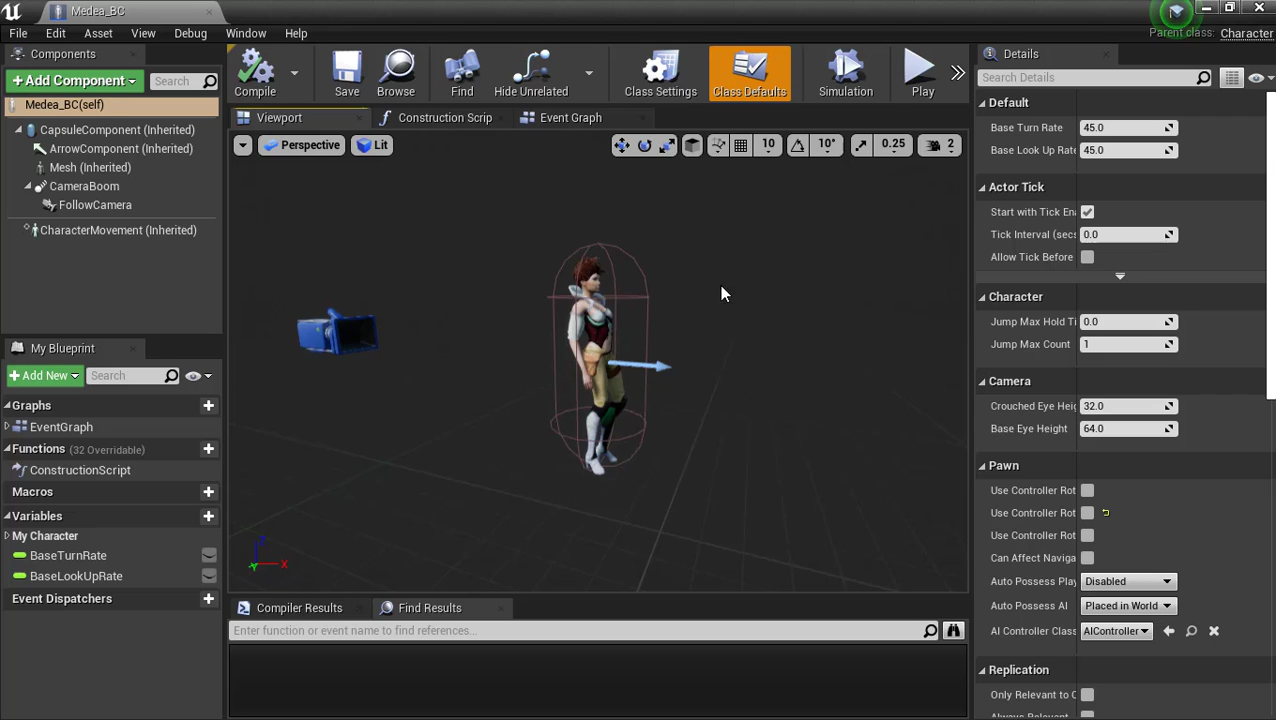 Medea_BC
Parent class: Character
File Edit Asset View Debug Window Help
Components
Add Component
Search
Medea_BC(self)
CapsuleComponent (Inherited)
ArrowComponent (Inherited)
Mesh (Inherited)
CameraBoom
FollowCamera
CharacterMovement (Inherited)
My Blueprint
Add New
Search
Graphs
EventGraph
Functions (32 Overridable)
ConstructionScript
Macros
Variables
My Character
BaseTurnRate
BaseLookUpRate
Event Dispatchers
Compile
Save
Browse
Find
Hide Unrelated
Class Settings
Class Defaults
Simulation
Play
Viewport
Construction Scrip
Event Graph
Perspective
Lit
10
10°
0.25
2
Z
X
Compiler Results
Find Results
Enter function or event name to find references...
Details
Search Details
Default
Base Turn Rate 45.0
Base Look Up Rate 45.0
Actor Tick
Start with Tick Ena
Tick Interval (secs 0.0
Allow Tick Before
Character
Jump Max Hold Ti 0.0
Jump Max Count 1
Camera
Crouched Eye Heig 32.0
Base Eye Height 64.0
Pawn
Use Controller Rot
Use Controller Rot
Use Controller Rot
Can Affect Naviga
Auto Possess Play Disabled
Auto Possess AI Placed in World
AI Controller Class AIController
Replication
Only Relevant to O
Always Relevant